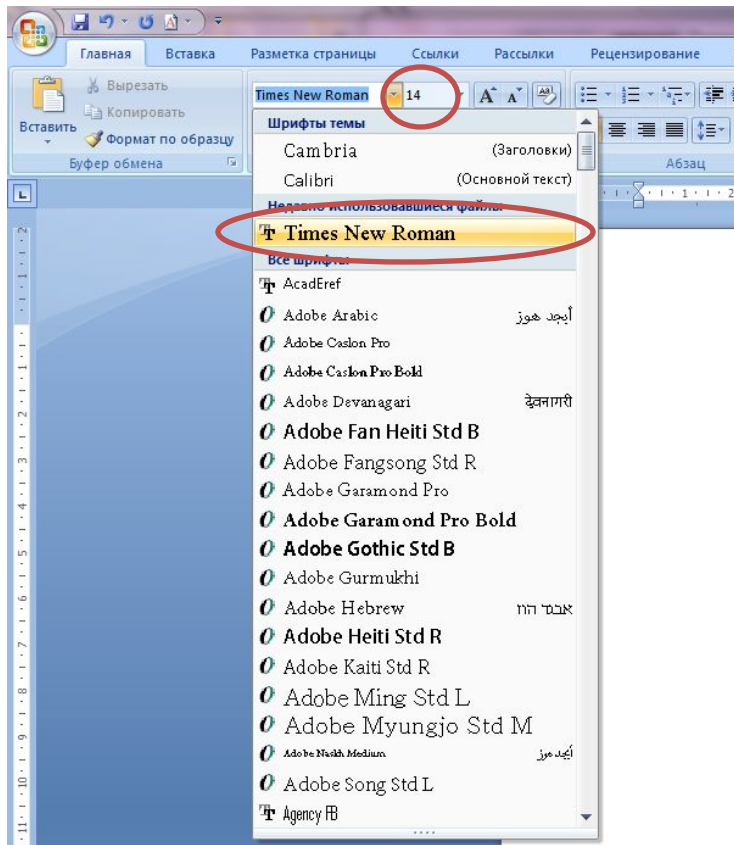 Главная Вставка Разметка страницы Ссылки Рассылки Рецензирование
Вырезать
Копировать
Вставить
Формат по образцу
Буфер обмена
Times New Roman 14
Абзац
Шрифты темы
Cambria (Заголовки)
Calibri (Основной текст)
Недавно использовавшиеся файлы
Times New Roman
Все шрифты
AcadEref
Adobe Arabic أبجد هوز
Adobe Caslon Pro
Adobe Caslon Pro Bold
Adobe Devanagari देवनागरी
Adobe Fan Heiti Std B
Adobe Fangsong Std R
Adobe Garamond Pro
Adobe Garamond Pro Bold
Adobe Gothic Std B
Adobe Gurmukhi
Adobe Hebrew אבגד הוז
Adobe Heiti Std R
Adobe Kaiti Std R
Adobe Ming Std L
Adobe Myungjo Std M
Adobe Naskh Medium أبجد هوز
Adobe Song Std L
Agency FB